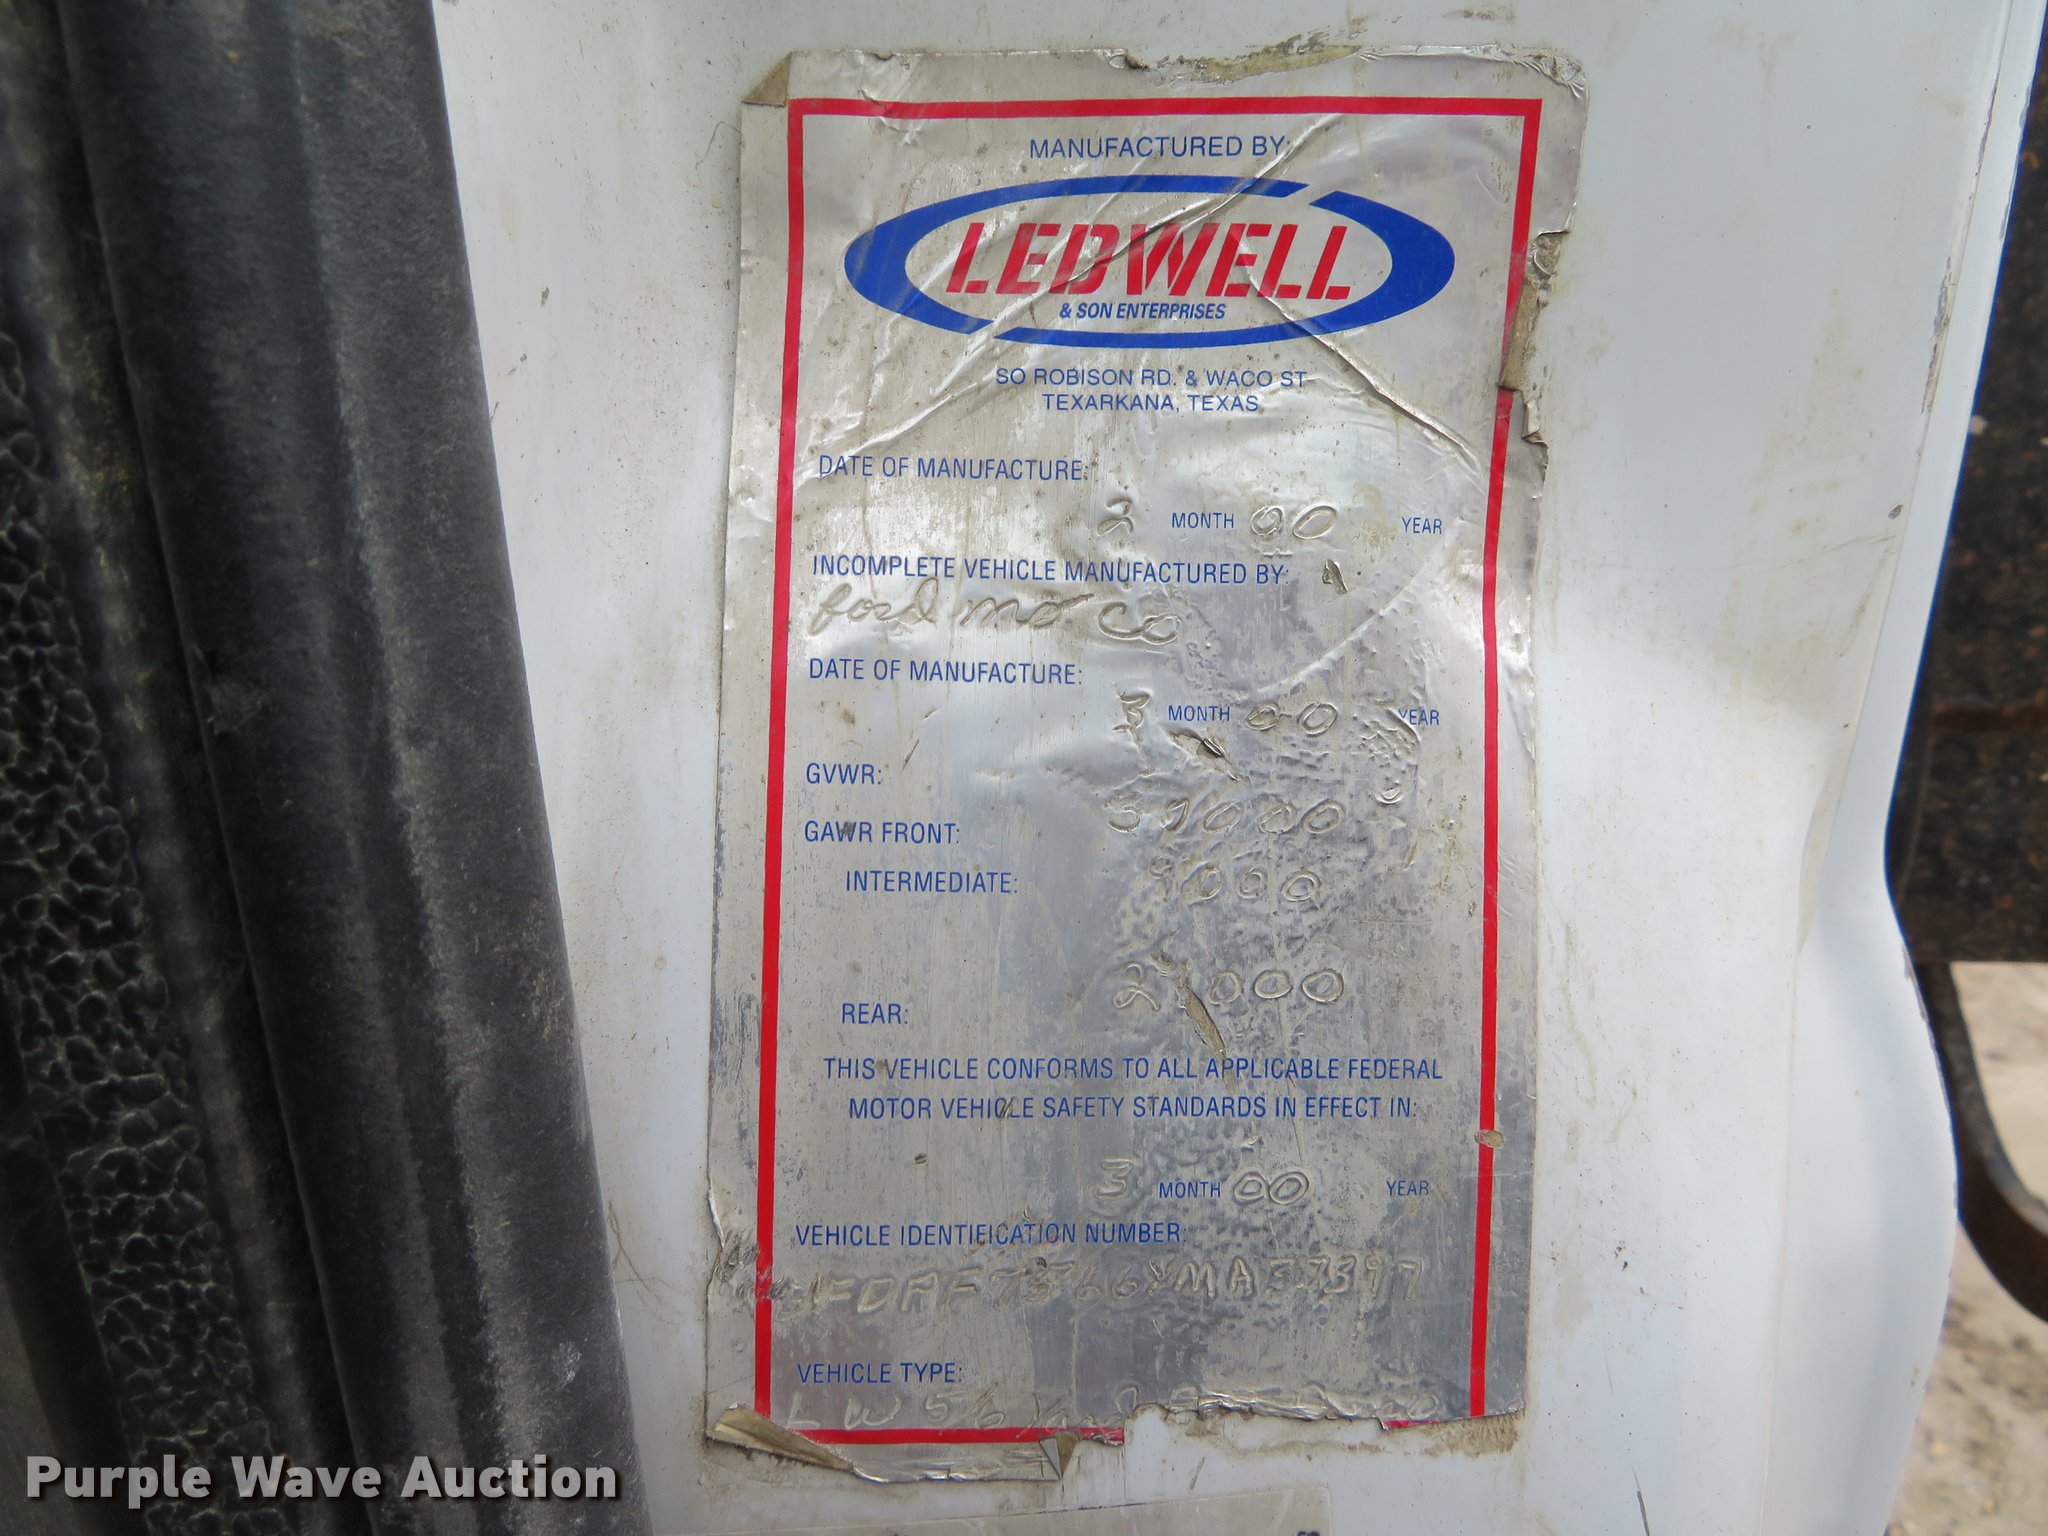 MANUFACTURED BY:
LEDWELL
& SON ENTERPRISES
SO ROBISON RD. & WACO ST
TEXARKANA, TEXAS
DATE OF MANUFACTURE:
2 MONTH 00 YEAR
INCOMPLETE VEHICLE MANUFACTURED BY:
ford mo Co
DATE OF MANUFACTURE:
3 MONTH 00 YEAR
GVWR:
GAWR FRONT:
INTERMEDIATE: 9000
000
REAR:
THIS VEHICLE CONFORMS TO ALL APPLICABLE FEDERAL
MOTOR VEHICLE SAFETY STANDARDS IN EFFECT IN:
3 MONTH 00 YEAR
VEHICLE IDENTIFICATION NUMBER:
VEHICLE TYPE:
LW
Purple Wave Auction